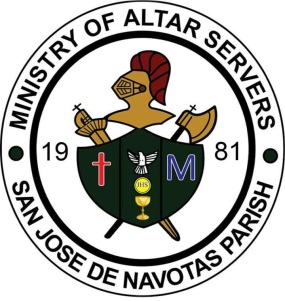 MINISTRY OF ALTAR SERVERS
19 81
M
IHS
SAN JOSE DE NAVOTAS PARISH